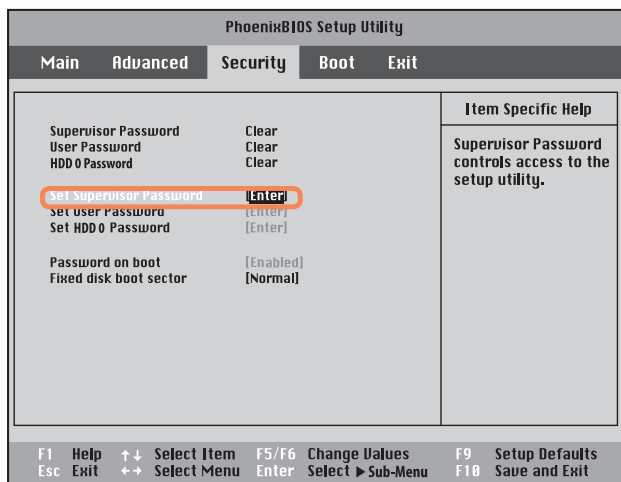 PhoenixBIOS Setup Utility
Main Advanced Security Boot Exit
Item Specific Help
Supervisor Password controls access to the setup utility.
Supervisor Password Clear
User Password Clear
HDD 0 Password Clear
Set Supervisor Password [Enter]
Set User Password [Enter]
Set HDD 0 Password [Enter]
Password on boot [Enabled]
Fixed disk boot sector [Normal]
F1 Help ↑↓ Select Item F5/F6 Change Values F9 Setup Defaults
Esc Exit ←→ Select Menu Enter Select ▶ Sub-Menu F10 Save and Exit